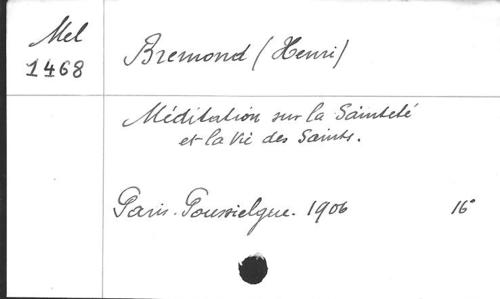 Mel
1468
Bremond (Henri)
Méditation sur la Sainteté
et la Vie des Saints.
Paris. Poussielgue. 1906 16°